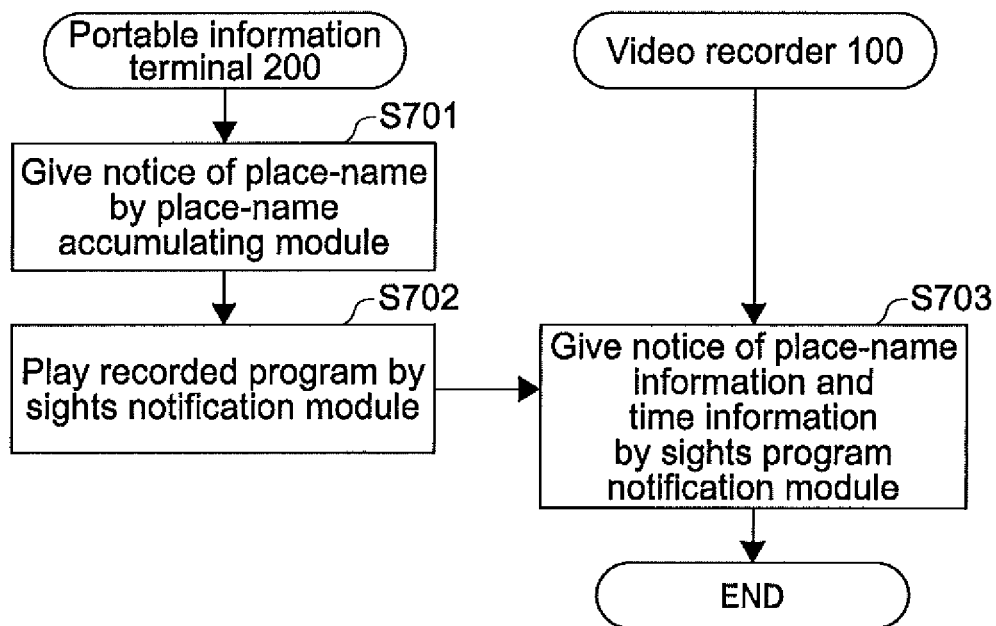 Portable information
terminal 200
Video recorder 100
S701
Give notice of place-name
by place-name
accumulating module
S702
Play recorded program by
sights notification module
S703
Give notice of place-name
information and
time information
by sights program
notification module
END